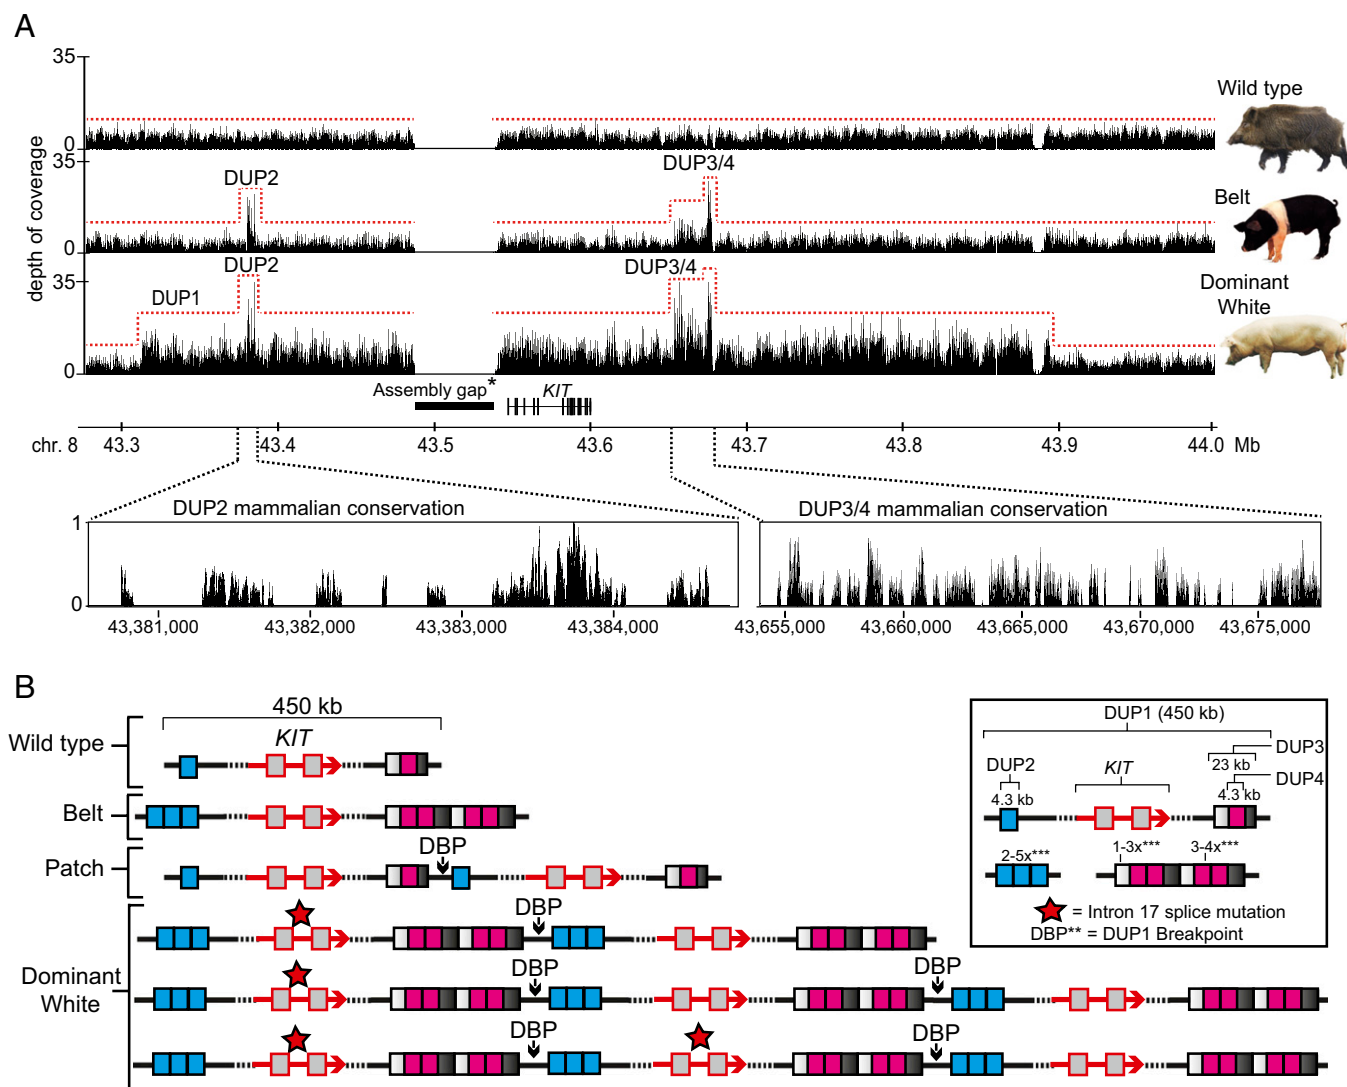 A
35
0
35
0
35
0
depth of coverage
Wild type
DUP2
DUP3/4
Belt
DUP2
DUP1
DUP3/4
Dominant
White
Assembly gap*
KIT
chr. 8
43.3
43.4
43.5
43.6
43.7
43.8
43.9
44.0 Mb
DUP2 mammalian conservation
1
0
43,381,000
43,382,000
43,383,000
43,384,000
DUP3/4 mammalian conservation
43,655,000
43,660,000
43,665,000
43,670,000
43,675,000
B
450 kb
Wild type
KIT
Belt
Patch
DBP
Dominant
White
DBP
DBP
DBP
DBP
DBP
DUP1 (450 kb)
DUP3
23 kb
DUP2
KIT
DUP4
4.3 kb
4.3 kb
2-5x***
1-3x***
3-4x***
= Intron 17 splice mutation
DBP** = DUP1 Breakpoint